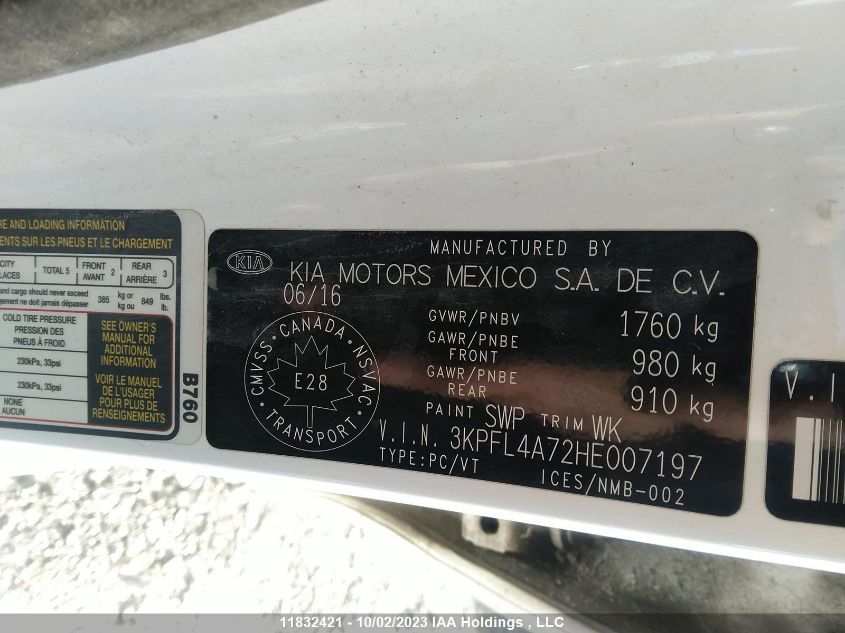 RE AND LOADING INFORMATION
ENTS SUR LES PNEUS ET LE CHARGEMENT
CITY
LACES
TOTAL 5
FRONT
AVANT 2
REAR
ARRIÈRE 3
and cargo should never exceed
gement ne doit jamais dépasser
385
kg or
kg ou
849
lbs.
lb.
COLD TIRE PRESSURE
PRESSION DES
PNEUS À FROID
230kPa, 33psi
230kPa, 33psi
NONE
AUCUN
SEE OWNER'S
MANUAL FOR
ADDITIONAL
INFORMATION
VOIR LE MANUEL
DE L'USAGER
POUR PLUS DE
RENSEIGNEMENTS
B760
KIA
MANUFACTURED BY
KIA MOTORS MEXICO S.A. DE C.V.
06/16
CANADA
CMVSS
NSVAC
TRANSPORT
E28
GVWR/PNBV 1760 kg
GAWR/PNBE
FRONT 980 kg
GAWR/PNBE
REAR 910 kg
PAINT SWP TRIM WK
V.I.N. 3KPFL4A72HE007197
TYPE:PC/VT
ICES/NMB-002
V.I
11832421 - 10/02/2023 IAA Holdings , LLC